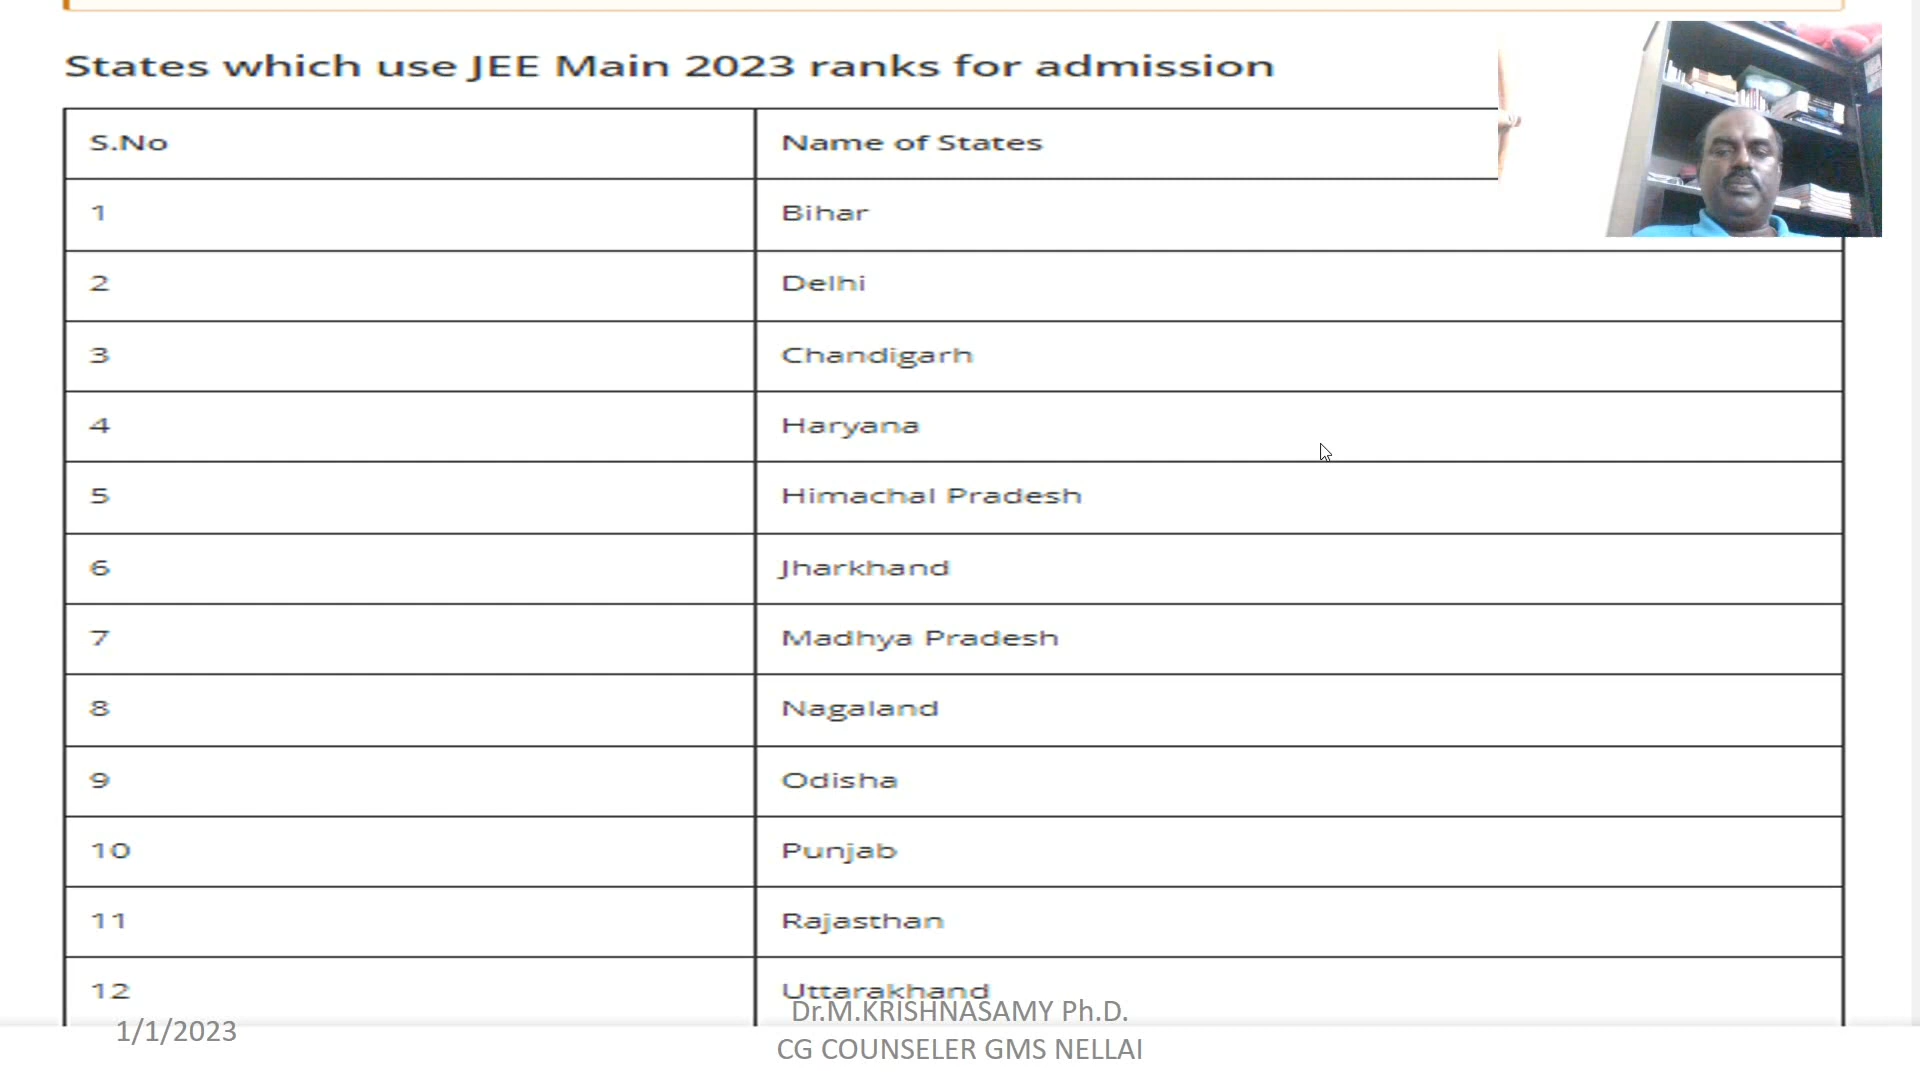 States which use JEE Main 2023 ranks for admission
S.No Name of States
1 Bihar
2 Delhi
3 Chandigarh
4 Haryana
5 Himachal Pradesh
6 Jharkhand
7 Madhya Pradesh
8 Nagaland
9 Odisha
10 Punjab
11 Rajasthan
12 Uttarakhand
1/1/2023
Dr.M.KRISHNASAMY Ph.D.
CG COUNSELER GMS NELLAI